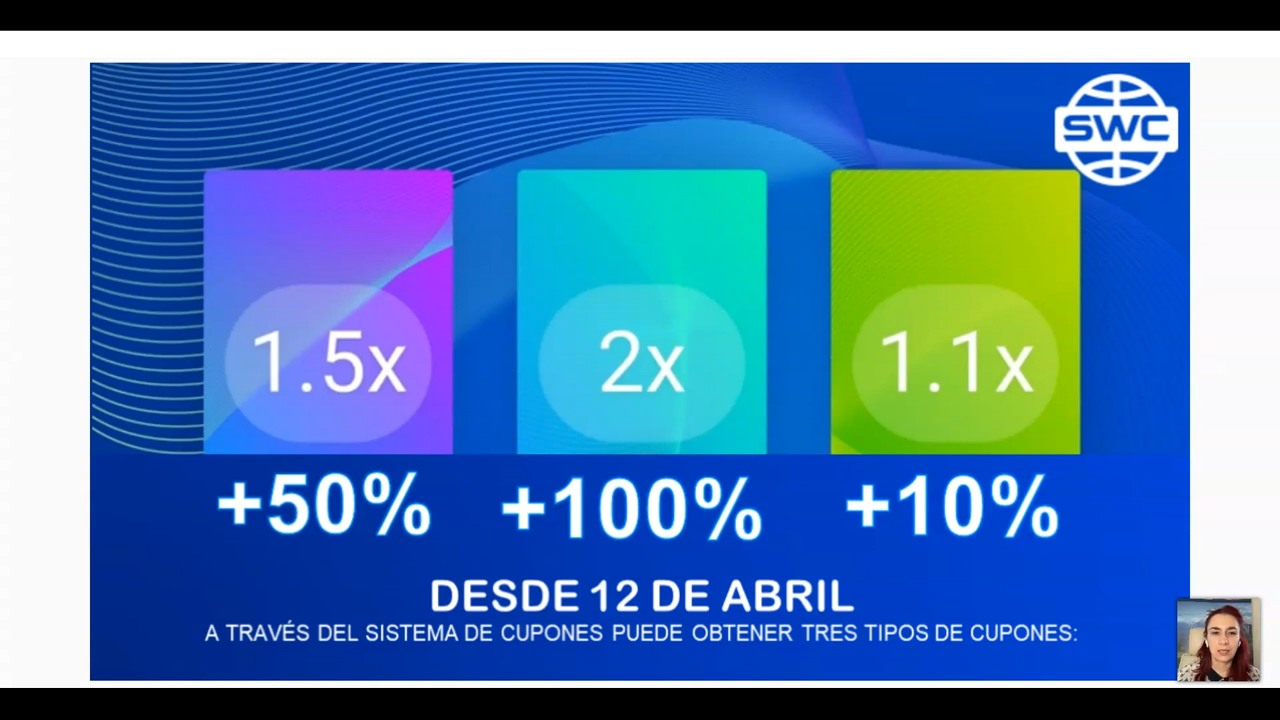 SWC
1.5x 2x 1.1x
+50% +100% +10%
DESDE 12 DE ABRIL
A TRAVÉS DEL SISTEMA DE CUPONES PUEDE OBTENER TRES TIPOS DE CUPONES: